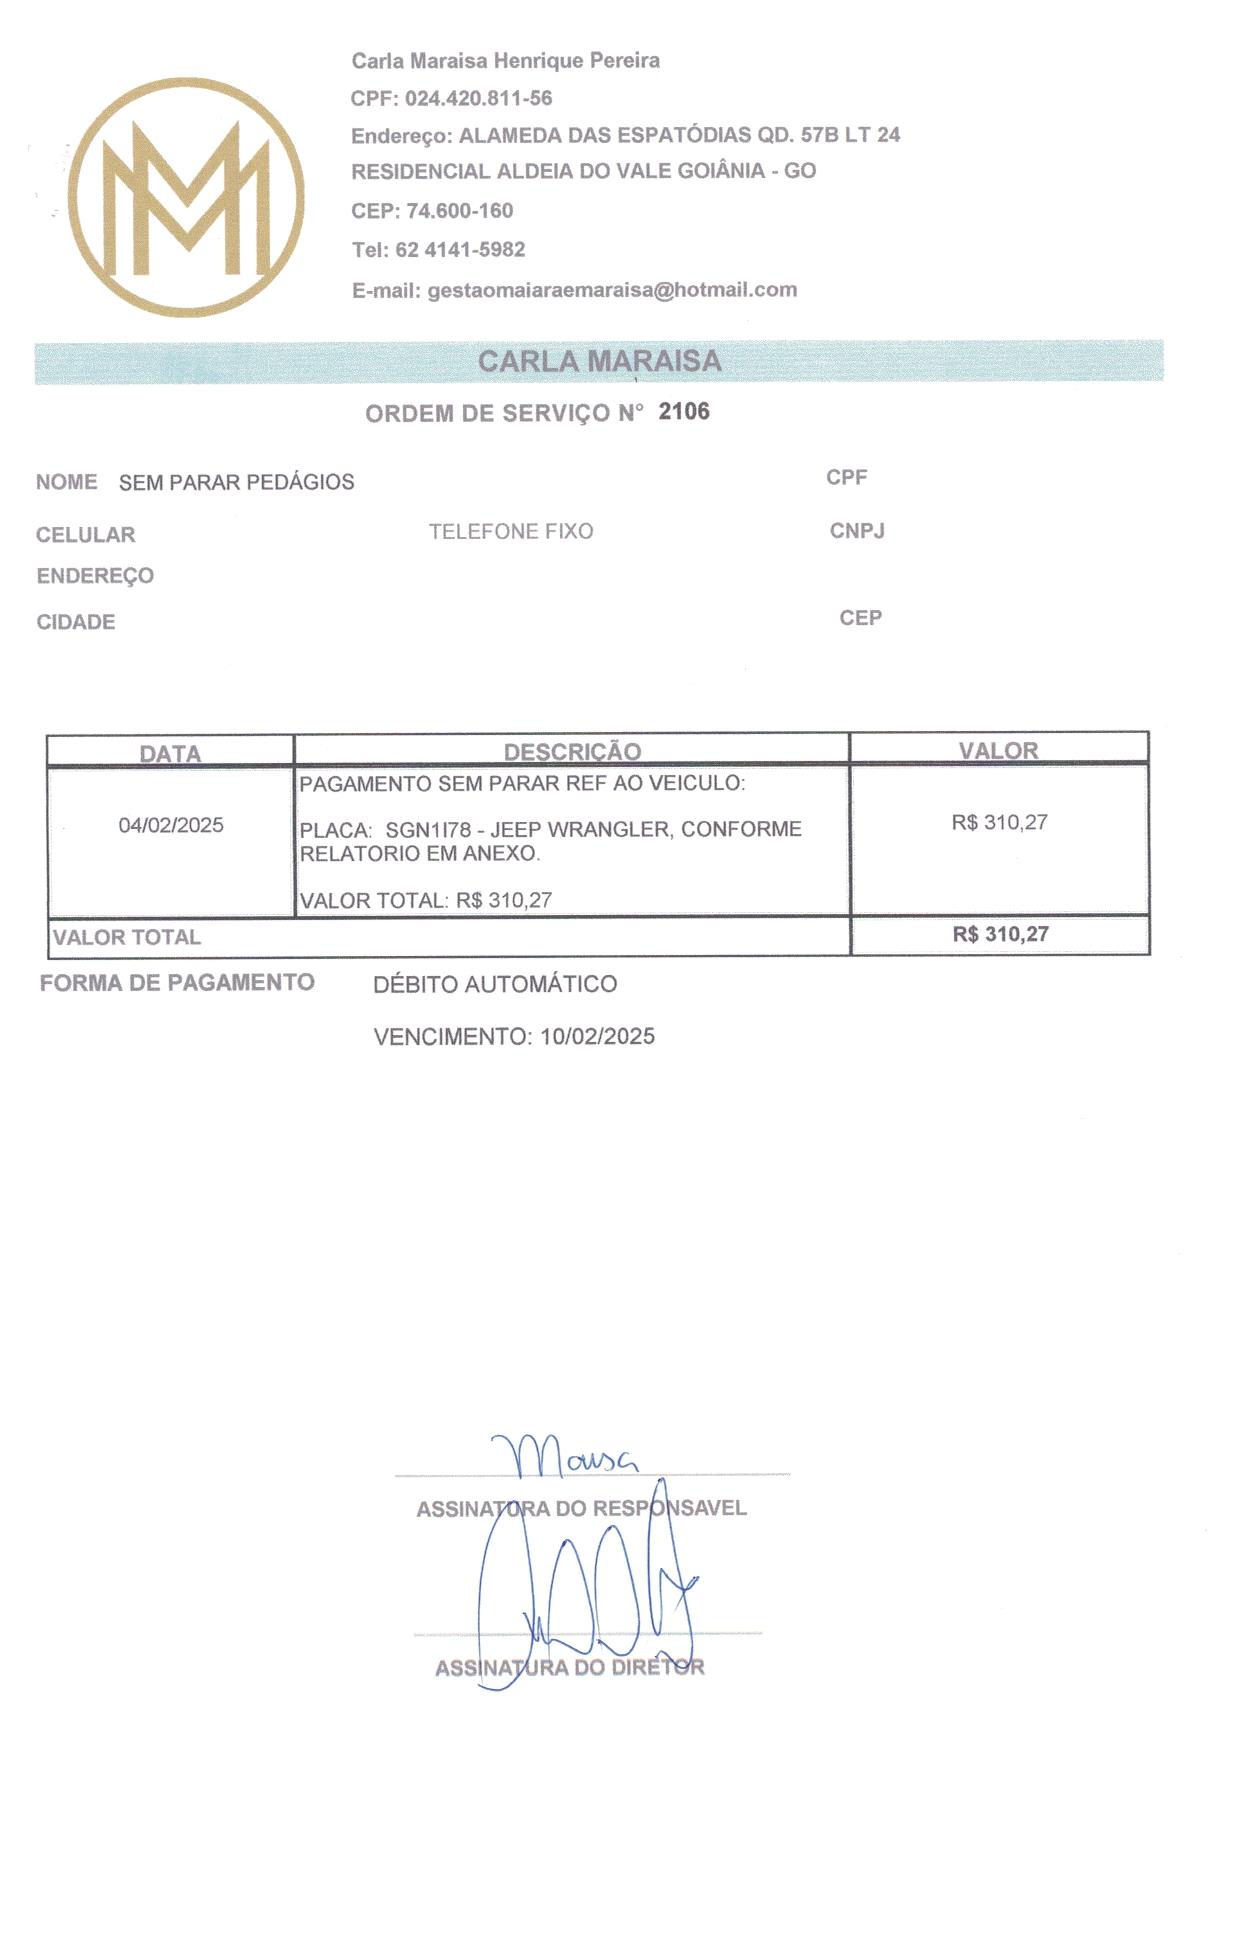 Carla Maraisa Henrique Pereira
CPF: 024.420.811-56
Endereço: ALAMEDA DAS ESPATÓDIAS QD. 57B LT 24
RESIDENCIAL ALDEIA DO VALE GOIÂNIA - GO
CEP: 74.600-160
Tel: 62 4141-5982
E-mail: gestaomaiaraemaraisa@hotmail.com
MM
CARLA MARAISA
ORDEM DE SERVIÇO N° 2106
NOME SEM PARAR PEDÁGIOS CPF
CELULAR TELEFONE FIXO CNPJ
ENDEREÇO
CIDADE CEP
DATA DESCRIÇÃO VALOR
PAGAMENTO SEM PARAR REF AO VEICULO:
04/02/2025 PLACA: SGN1I78 - JEEP WRANGLER, CONFORME R$ 310,27
RELATORIO EM ANEXO.
VALOR TOTAL: R$ 310,27
VALOR TOTAL R$ 310,27
FORMA DE PAGAMENTO DÉBITO AUTOMÁTICO
VENCIMENTO: 10/02/2025
ASSINATURA DO RESPONSAVEL
ASSINATURA DO DIRETOR